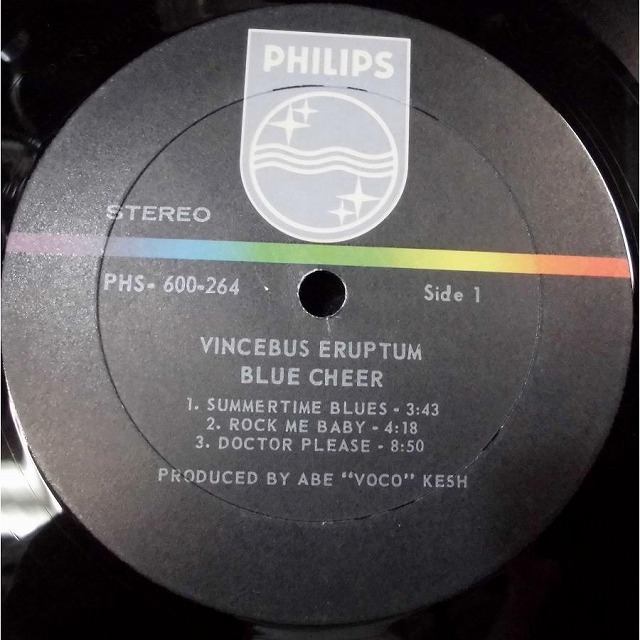 PHILIPS
STEREO
PHS- 600-264
Side 1
VINCEBUS ERUPTUM
BLUE CHEER
1. SUMMERTIME BLUES - 3:43
2. ROCK ME BABY - 4:18
3. DOCTOR PLEASE - 8:50
PRODUCED BY ABE "VOCO" KESH